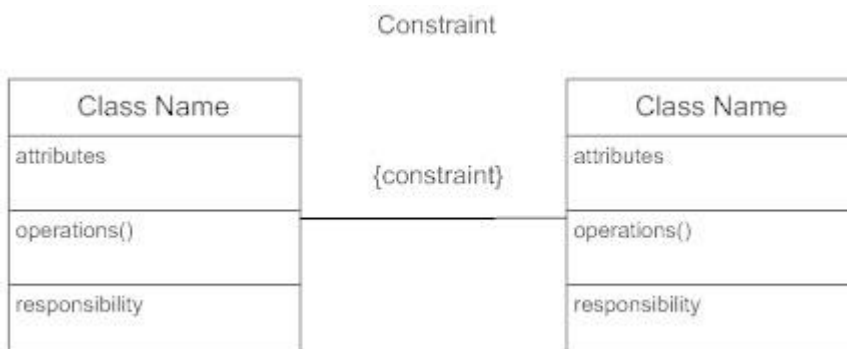 Constraint
Class Name
attributes
operations()
responsibility
{constraint}
Class Name
attributes
operations()
responsibility